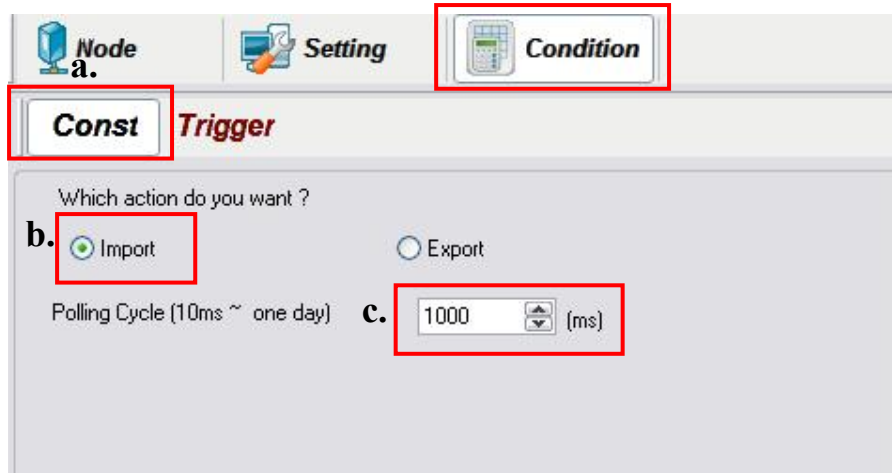 Node Setting Condition
a.
Const Trigger
Which action do you want ?
b. Import Export
Polling Cycle (10ms ~ one day) c. 1000 (ms)